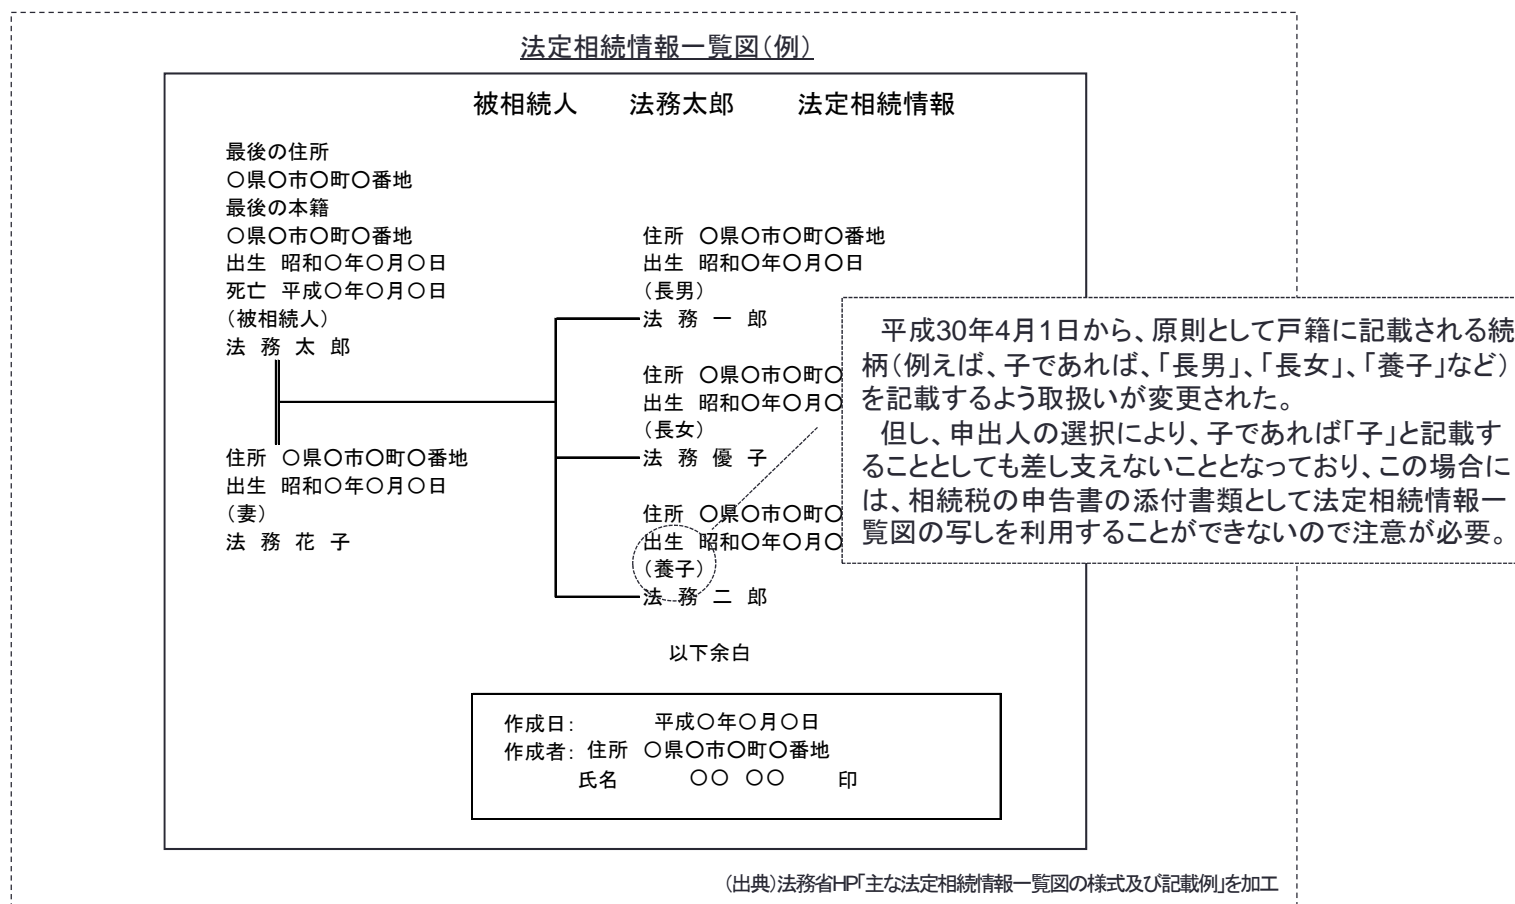 法定相続情報一覧図(例)
被相続人　法務太郎　法定相続情報
最後の住所
〇県〇市〇町〇番地
最後の本籍
〇県〇市〇町〇番地
出生 昭和〇年〇月〇日
死亡 平成〇年〇月〇日
(被相続人)
法 務 太 郎
住所 〇県〇市〇町〇番地
出生 昭和〇年〇月〇日
(妻)
法 務 花 子
住所 〇県〇市〇町〇番地
出生 昭和〇年〇月〇日
(長男)
法 務 一 郎
住所 〇県〇市〇町〇
出生 昭和〇年〇月〇
(長女)
法 務 優 子
住所 〇県〇市〇町〇
出生 昭和〇年〇月〇
(養子)
法 務 二 郎
平成30年4月1日から、原則として戸籍に記載される続
柄(例えば、子であれば、「長男」、「長女」、「養子」など)
を記載するよう取扱いが変更された。
但し、申出人の選択により、子であれば「子」と記載す
ることとしても差し支えないこととなっており、この場合に
は、相続税の申告書の添付書類として法定相続情報一
覧図の写しを利用することができないので注意が必要。
以下余白
作成日: 平成〇年〇月〇日
作成者: 住所 〇県〇市〇町〇番地
氏名 〇〇 〇〇 印
(出典)法務省HP「主な法定相続情報一覧図の様式及び記載例」を加工